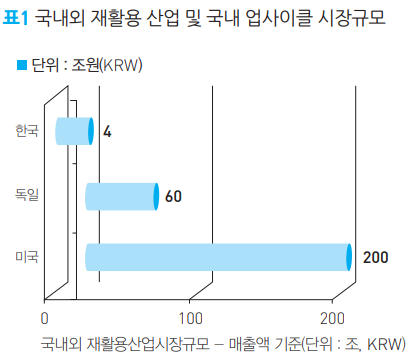 표1 국내외 재활용 산업 및 국내 업사이클 시장규모
■ 단위 : 조원(KRW)
한국 4
독일 60
미국 200
0 100 200
국내외 재활용산업시장규모 – 매출액 기준(단위 : 조, KRW)